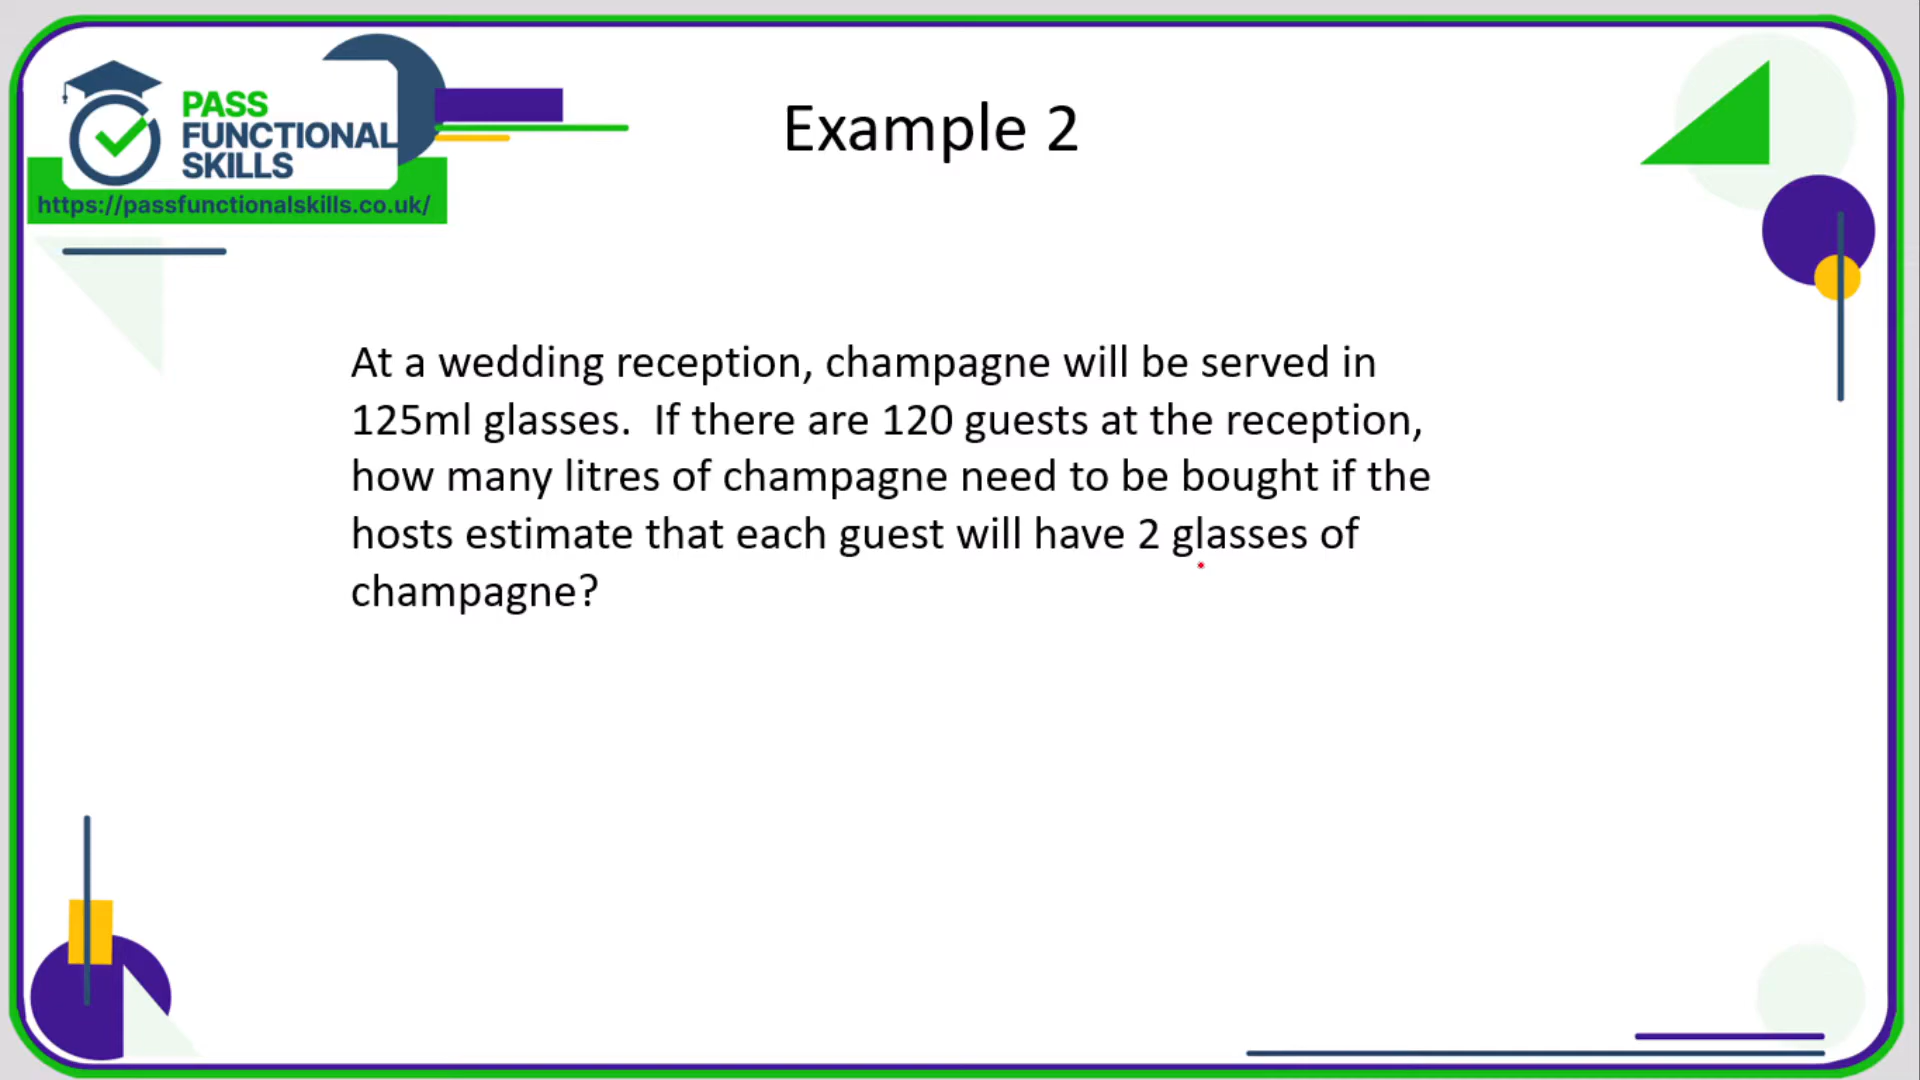 PASS
FUNCTIONAL
SKILLS
https://passfunctionalskills.co.uk/
Example 2
At a wedding reception, champagne will be served in
125ml glasses.  If there are 120 guests at the reception,
how many litres of champagne need to be bought if the
hosts estimate that each guest will have 2 glasses of
champagne?